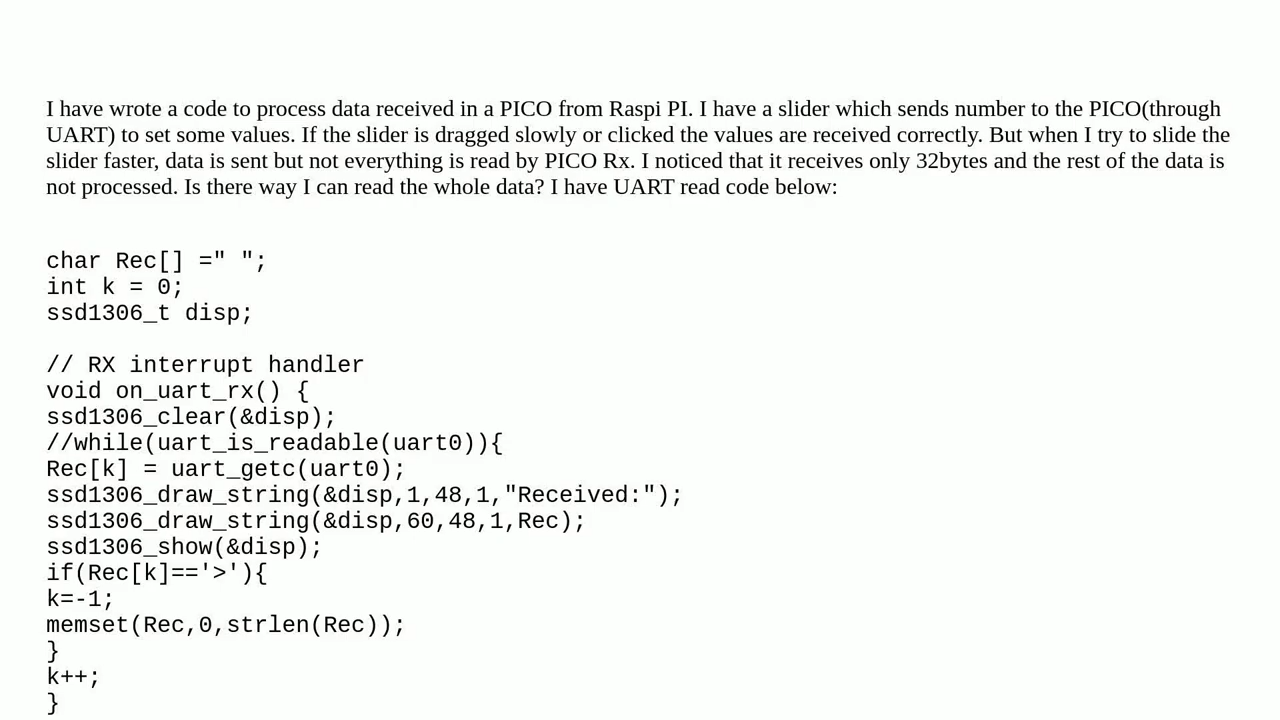 I have wrote a code to process data received in a PICO from Raspi PI. I have a slider which sends number to the PICO(through
UART) to set some values. If the slider is dragged slowly or clicked the values are received correctly. But when I try to slide the
slider faster, data is sent but not everything is read by PICO Rx. I noticed that it receives only 32bytes and the rest of the data is
not processed. Is there way I can read the whole data? I have UART read code below:
char Rec[] =" ";
int k = 0;
ssd1306_t disp;
// RX interrupt handler
void on_uart_rx() {
ssd1306_clear(&disp);
//while(uart_is_readable(uart0)){
Rec[k] = uart_getc(uart0);
ssd1306_draw_string(&disp,1,48,1,"Received:");
ssd1306_draw_string(&disp,60,48,1,Rec);
ssd1306_show(&disp);
if(Rec[k]=='>'){
k=-1;
memset(Rec,0,strlen(Rec));
}
k++;
}